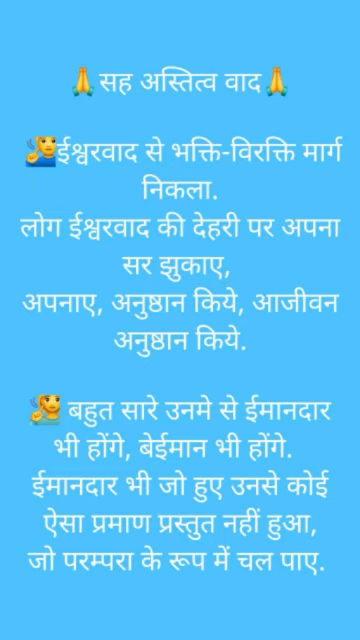 🙏सह अस्तित्व वाद🙏
🧏ईश्वरवाद से भक्ति-विरक्ति मार्ग
निकला.
लोग ईश्वरवाद की देहरी पर अपना
सर झुकाए,
अपनाए, अनुष्ठान किये, आजीवन
अनुष्ठान किये.
🧏 बहुत सारे उनमे से ईमानदार
भी होंगे, बेईमान भी होंगे.
ईमानदार भी जो हुए उनसे कोई
ऐसा प्रमाण प्रस्तुत नहीं हुआ,
जो परम्परा के रूप में चल पाए.